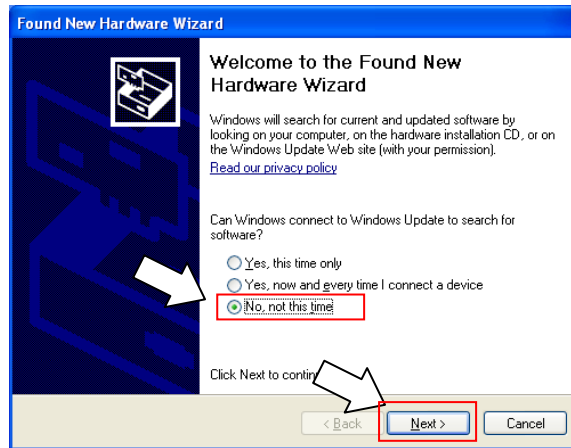 Found New Hardware Wizard
Welcome to the Found New
Hardware Wizard
Windows will search for current and updated software by
looking on your computer, on the hardware installation CD, or on
the Windows Update Web site (with your permission).
Read our privacy policy
Can Windows connect to Windows Update to search for
software?
Yes, this time only
Yes, now and every time I connect a device
No, not this time
Click Next to contin
< Back
Next >
Cancel